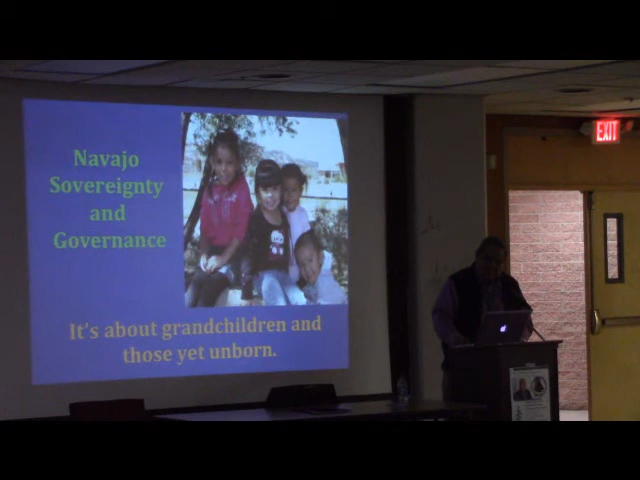 Navajo
Sovereignty
and
Governance
It's about grandchildren and
those yet unborn.
EXIT